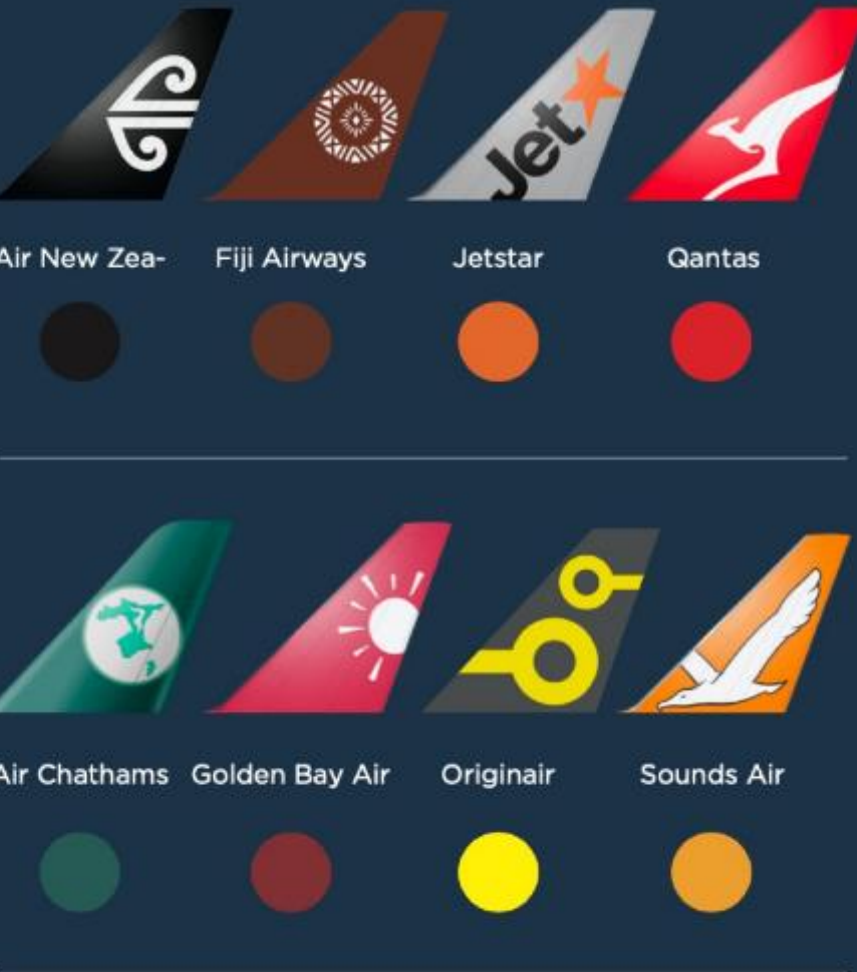 Jet
Air New Zea-
Fiji Airways
Jetstar
Qantas
Air Chathams
Golden Bay Air
Originair
Sounds Air